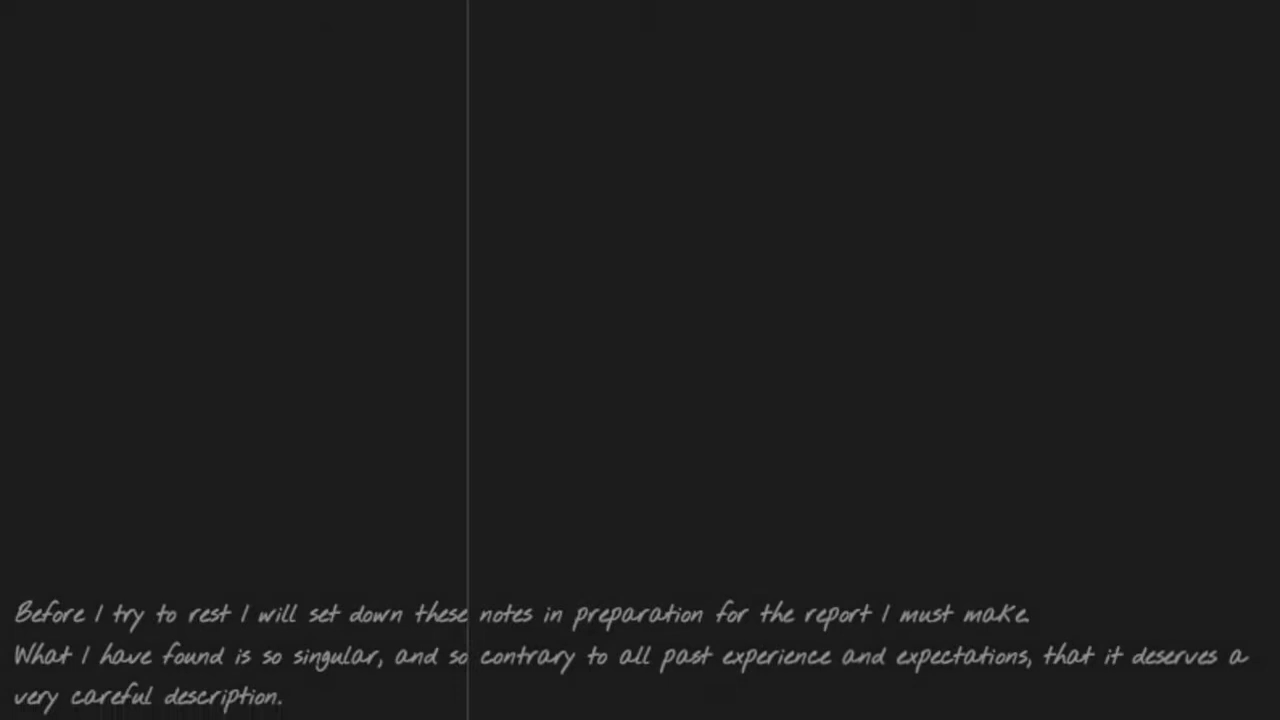 Before I try to rest I will set down these notes in preparation for the report I must make.
What I have found is so singular, and so contrary to all past experience and expectations, that it deserves a
very careful description.